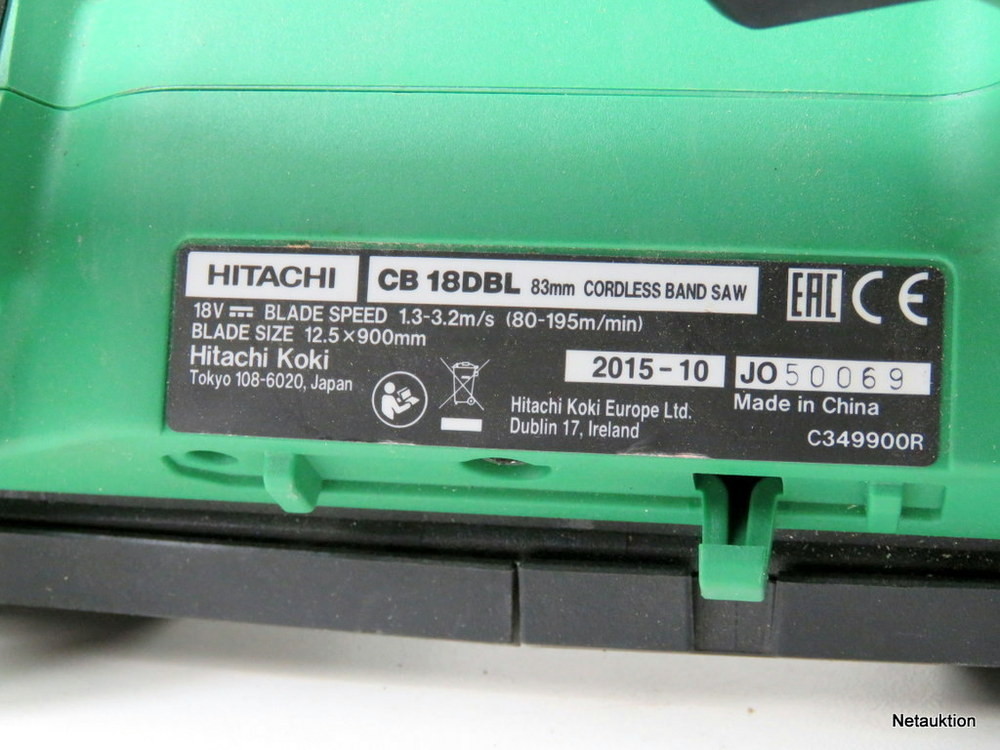 HITACHI
CB 18DBL 83mm CORDLESS BAND SAW
EAC CE
18V BLADE SPEED 1.3-3.2m/s (80-195m/min)
BLADE SIZE 12.5×900mm
Hitachi Koki
Tokyo 108-6020, Japan
2015-10
JO50069
Hitachi Koki Europe Ltd.
Dublin 17, Ireland
Made in China
C349900R
Netauktion